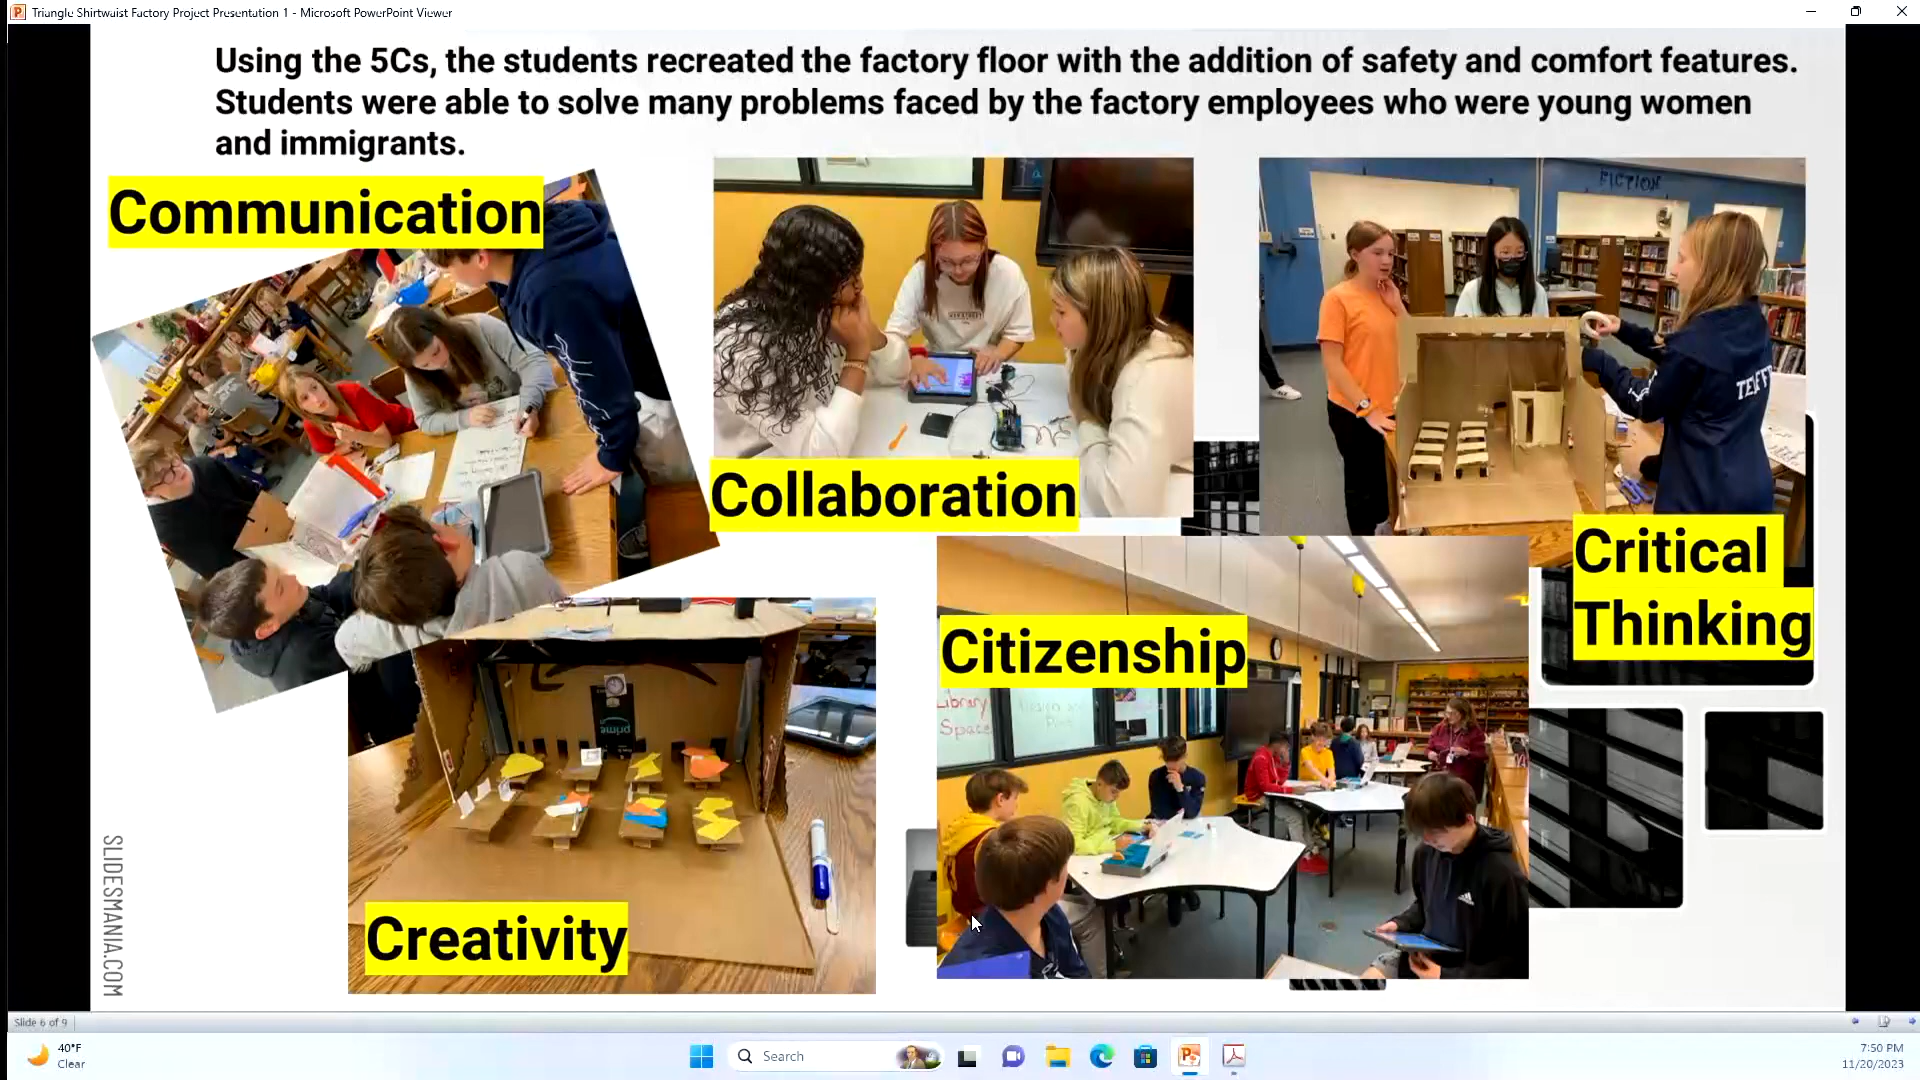 Triangle Shirtwaist Factory Project Presentation 1 - Microsoft PowerPoint Viewer
Using the 5Cs, the students recreated the factory floor with the addition of safety and comfort features.
Students were able to solve many problems faced by the factory employees who were young women
and immigrants.
Communication
Collaboration
FICTION
Critical
Thinking
Citizenship
Library
Space
prime
Creativity
SLIDESMANIA.COM
Slide 6 of 9
40°F
Clear
Search
7:50 PM
11/20/2023